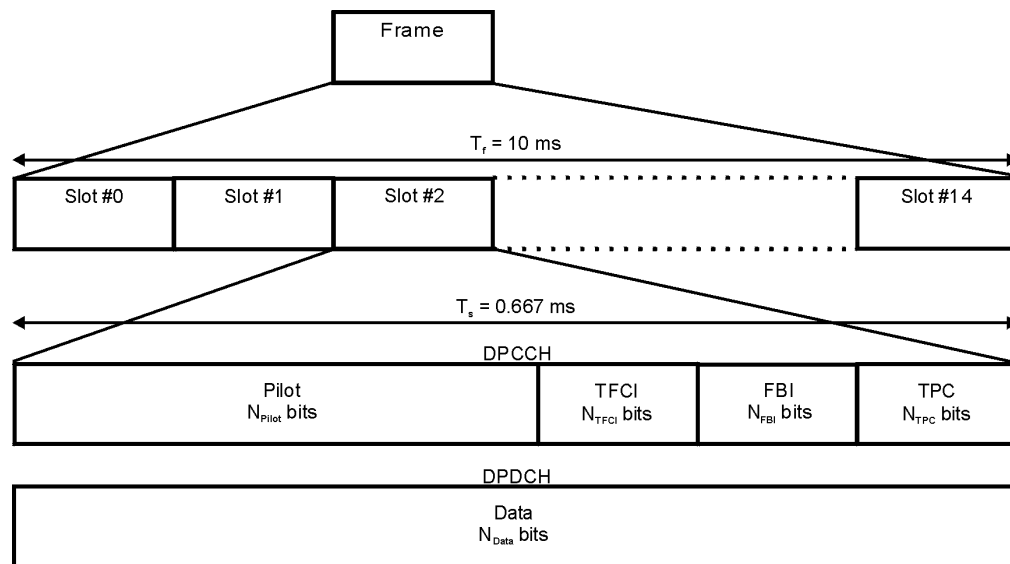 Frame
T_f = 10 ms
Slot #0 Slot #1 Slot #2 Slot #14
T_s = 0.667 ms
DPCCH
Pilot TFCI FBI TPC
N_Pilot bits N_TFCI bits N_FBI bits N_TPC bits
DPDCH
Data
N_Data bits